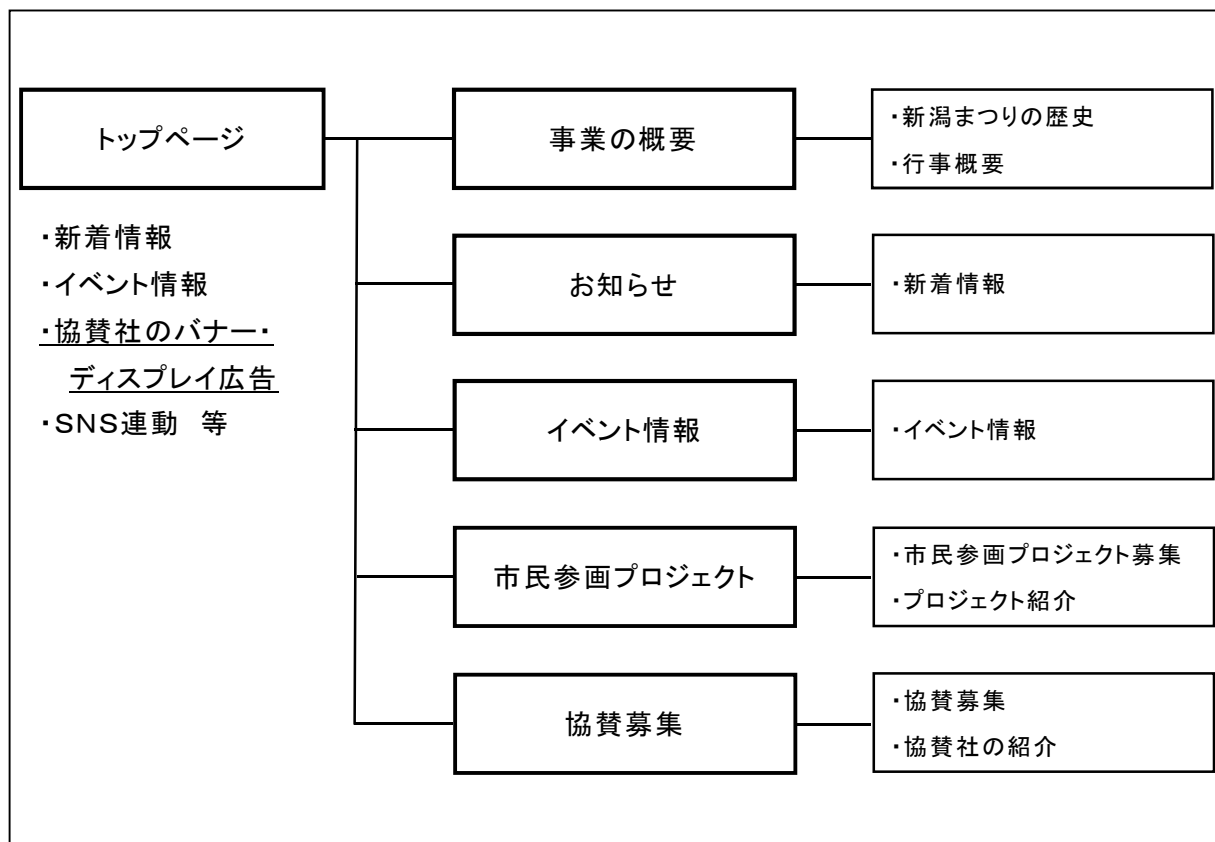 トップページ
・新着情報
・イベント情報
・協賛社のバナー・
ディスプレイ広告
・SNS連動　等
事業の概要
・新潟まつりの歴史
・行事概要
お知らせ
・新着情報
イベント情報
・イベント情報
市民参画プロジェクト
・市民参画プロジェクト募集
・プロジェクト紹介
協賛募集
・協賛募集
・協賛社の紹介